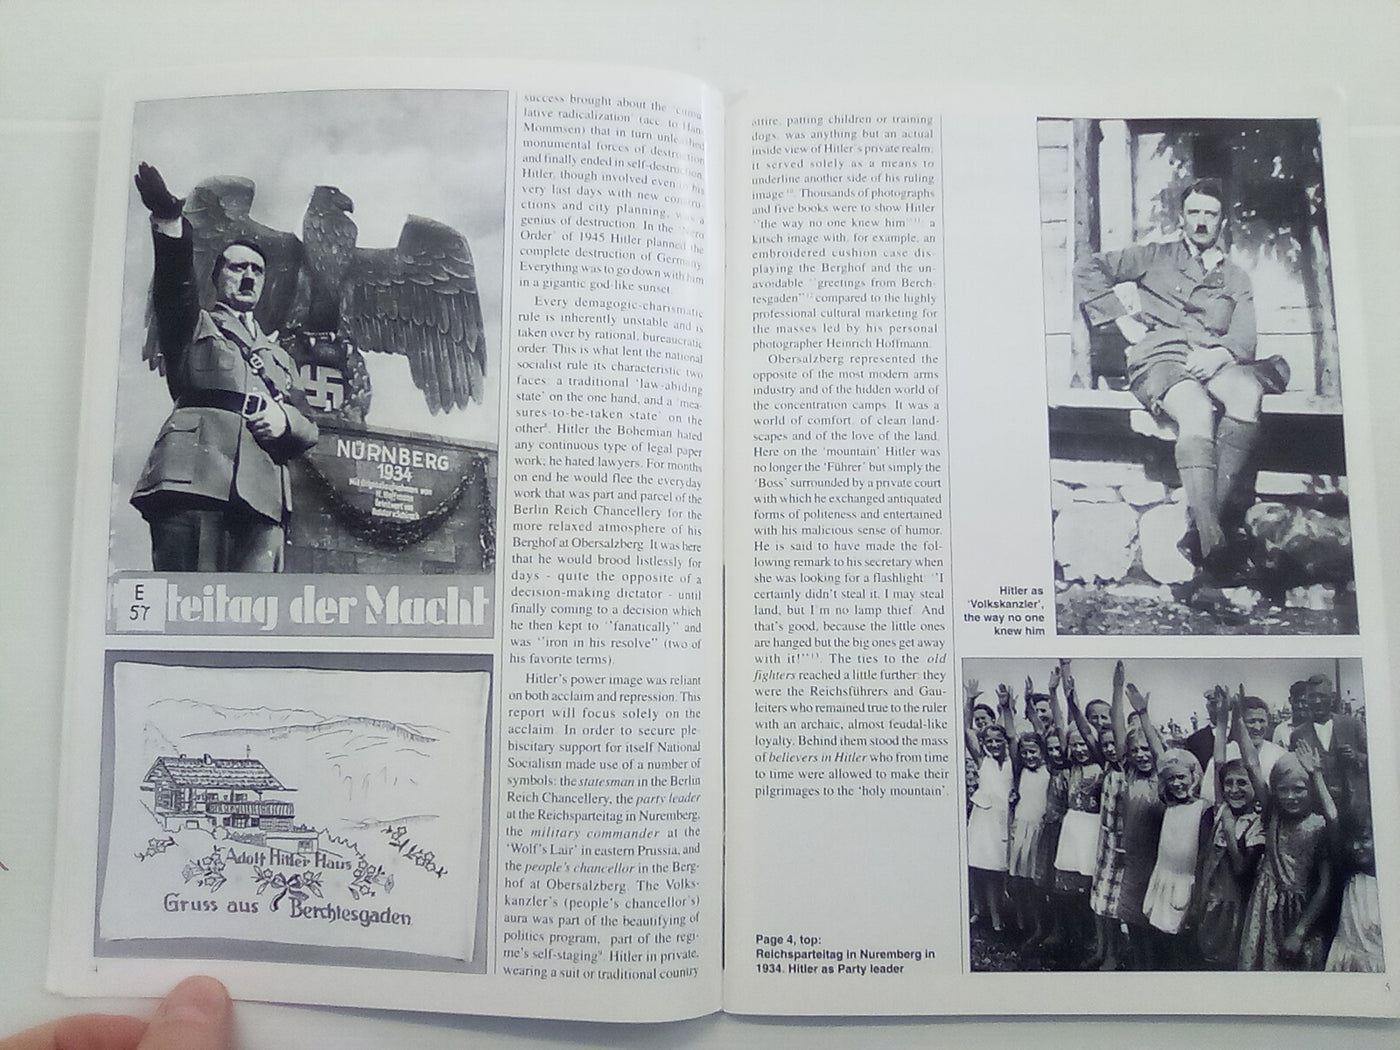 NÜRNBERG
1934
E
57
teitag der Macht
Adolf Hitler Haus
Gruss aus Berchtesgaden
4
success brought about the
lative radicalization' (acc. to Han
Mommsen) that in turn
monumental forces of destruction
and finally ended in self-destruction.
Hitler, though involved even in his
very last days with new constru-
ctions and city planning, was a
genius of destruction. In the 'Nero
Order' of 1945 Hitler planned the
complete destruction of Germany.
Everything was to go down with him
in a gigantic god-like sunset.
Every demagogic-charismatic
rule is inherently unstable and is
taken over by rational, bureaucratic
order. This is what lent the national
socialist rule its characteristic two
faces: a traditional 'law-abiding
state' on the one hand, and a 'mea-
sures-to-be-taken state' on the
other⁸. Hitler the Bohemian hated
any continuous type of legal paper
work; he hated lawyers. For months
on end he would flee the everyday
work that was part and parcel of the
Berlin Reich Chancellery for the
more relaxed atmosphere of his
Berghof at Obersalzberg. It was here
that he would brood listlessly for
days - quite the opposite of a
decision-making dictator - until
finally coming to a decision which
he then kept to "fanatically" and
was "iron in his resolve" (two of
his favorite terms).
Hitler's power image was reliant
on both acclaim and repression. This
report will focus solely on the
acclaim. In order to secure ple-
biscitary support for itself National
Socialism made use of a number of
symbols: the statesman in the Berlin
Reich Chancellery, the party leader
at the Reichsparteitag in Nuremberg,
the military commander at the
'Wolf's Lair' in eastern Prussia, and
the people's chancellor in the Berg-
hof at Obersalzberg. The Volks-
kanzler's (people's chancellor's)
aura was part of the beautifying of
politics program, part of the regi-
me's self-staging⁹. Hitler in private,
wearing a suit or traditional country
attire, patting children or training
dogs, was anything but an actual
inside view of Hitler's private realm;
it served solely as a means to
underline another side of his ruling
image¹⁰. Thousands of photographs
and five books were to show Hitler
"the way no one knew him"¹¹; a
kitsch image with, for example, an
embroidered cushion case dis-
playing the Berghof and the un-
avoidable "greetings from Berch-
tesgaden"¹² compared to the highly
professional cultural marketing for
the masses led by his personal
photographer Heinrich Hoffmann.
Obersalzberg represented the
opposite of the most modern arms
industry and of the hidden world of
the concentration camps. It was a
world of comfort, of clean land-
scapes and of the love of the land.
Here on the 'mountain' Hitler was
no longer the 'Führer' but simply the
'Boss' surrounded by a private court
with which he exchanged antiquated
forms of politeness and entertained
with his malicious sense of humor.
He is said to have made the fol-
lowing remark to his secretary when
she was looking for a flashlight: "I
certainly didn't steal it. I may steal
land, but I'm no lamp thief. And
that's good, because the little ones
are hanged but the big ones get away
with it!"¹³. The ties to the old
fighters reached a little further: they
were the Reichsführers and Gau-
leiters who remained true to the ruler
with an archaic, almost feudal-like
loyalty. Behind them stood the mass
of believers in Hitler who from time
to time were allowed to make their
pilgrimages to the 'holy mountain'.
Page 4, top:
Reichsparteitag in Nuremberg in
1934. Hitler as Party leader
Hitler as
'Volkskanzler',
the way no one
knew him
5